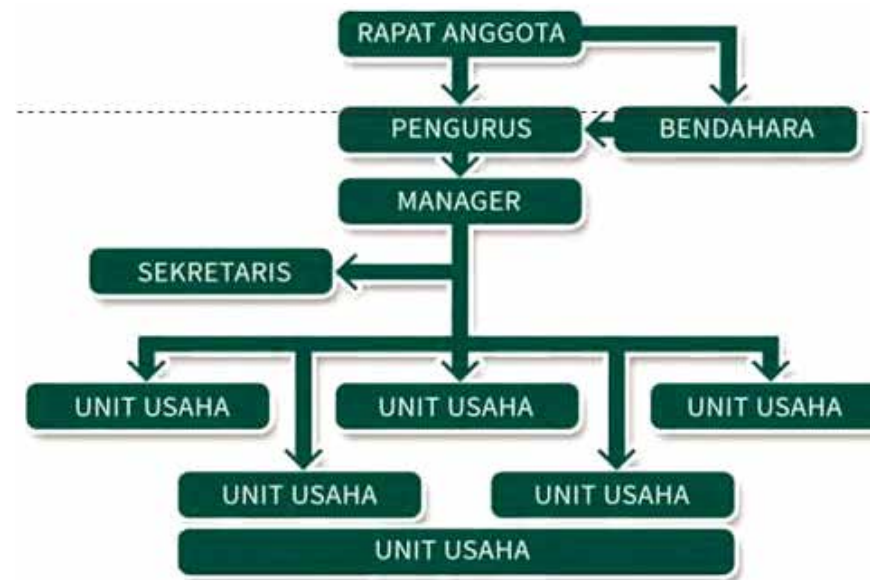 RAPAT ANGGOTA
PENGURUS
BENDAHARA
MANAGER
SEKRETARIS
UNIT USAHA
UNIT USAHA
UNIT USAHA
UNIT USAHA
UNIT USAHA
UNIT USAHA